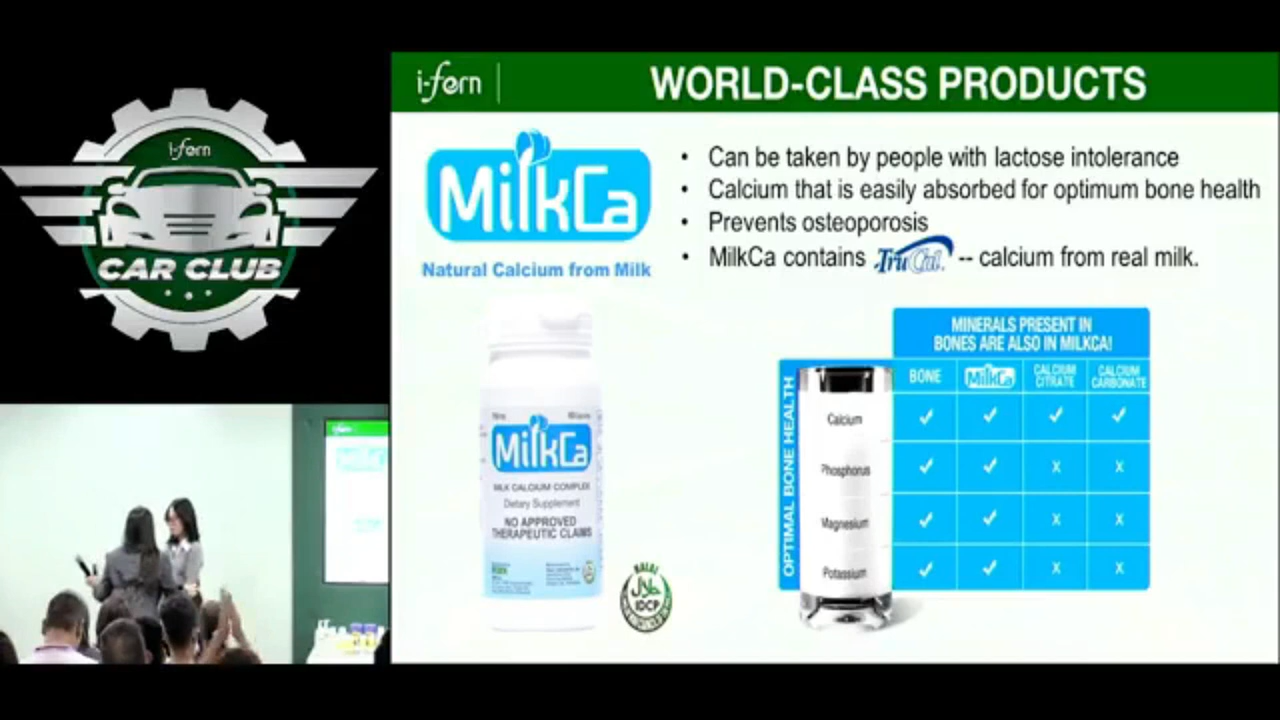 i-fern
CAR CLUB
i-fern
WORLD-CLASS PRODUCTS
MilkCa
Natural Calcium from Milk
• Can be taken by people with lactose intolerance
• Calcium that is easily absorbed for optimum bone health
• Prevents osteoporosis
• MilkCa contains TruCal -- calcium from real milk.
MilkCa
MILK CALCIUM COMPLEX
Dietary Supplement
NO APPROVED
THERAPEUTIC CLAIMS
HALAL
حلال
IDCP
MINERALS PRESENT IN
BONES ARE ALSO IN MILKCA!
OPTIMAL BONE HEALTH
BONE MilkCa CALCIUM CITRATE CALCIUM CARBONATE
Calcium ✓ ✓ ✓ ✓
Phosphorus ✓ ✓ x x
Magnesium ✓ ✓ x x
Potassium ✓ ✓ x x